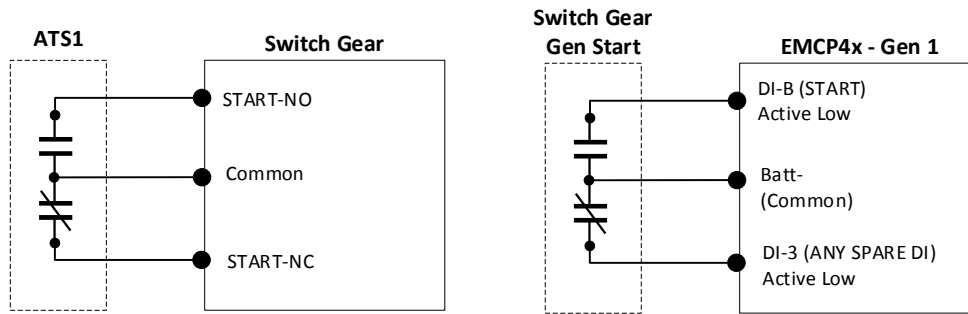 ATS1
Switch Gear
START-NO
Common
START-NC
Switch Gear
Gen Start
EMCP4x - Gen 1
DI-B (START)
Active Low
Batt-
(Common)
DI-3 (ANY SPARE DI)
Active Low